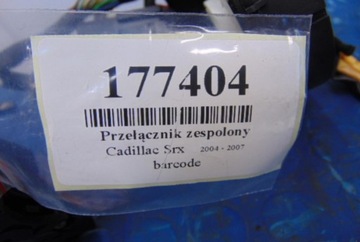 177404
Przełącznik zespolony
Cadillac Srx 2004 - 2007
barcode